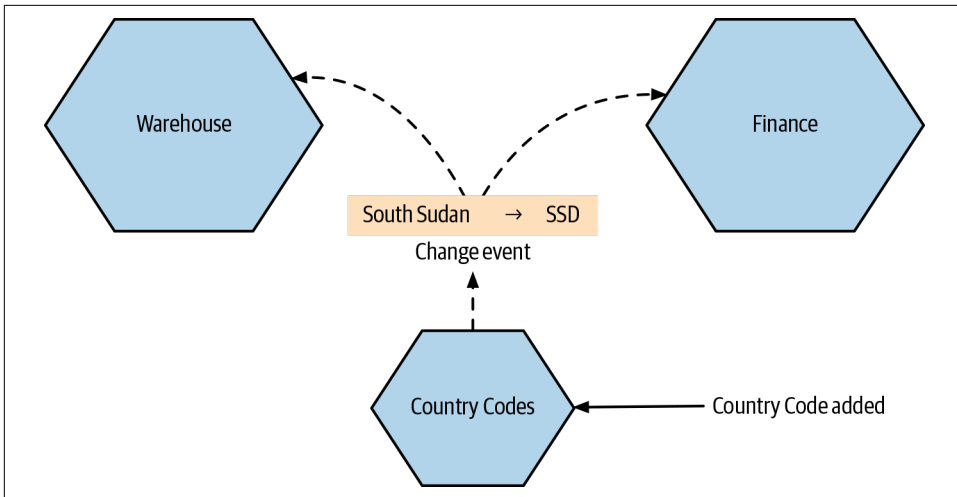 Warehouse
Finance
South Sudan → SSD
Change event
Country Codes
Country Code added